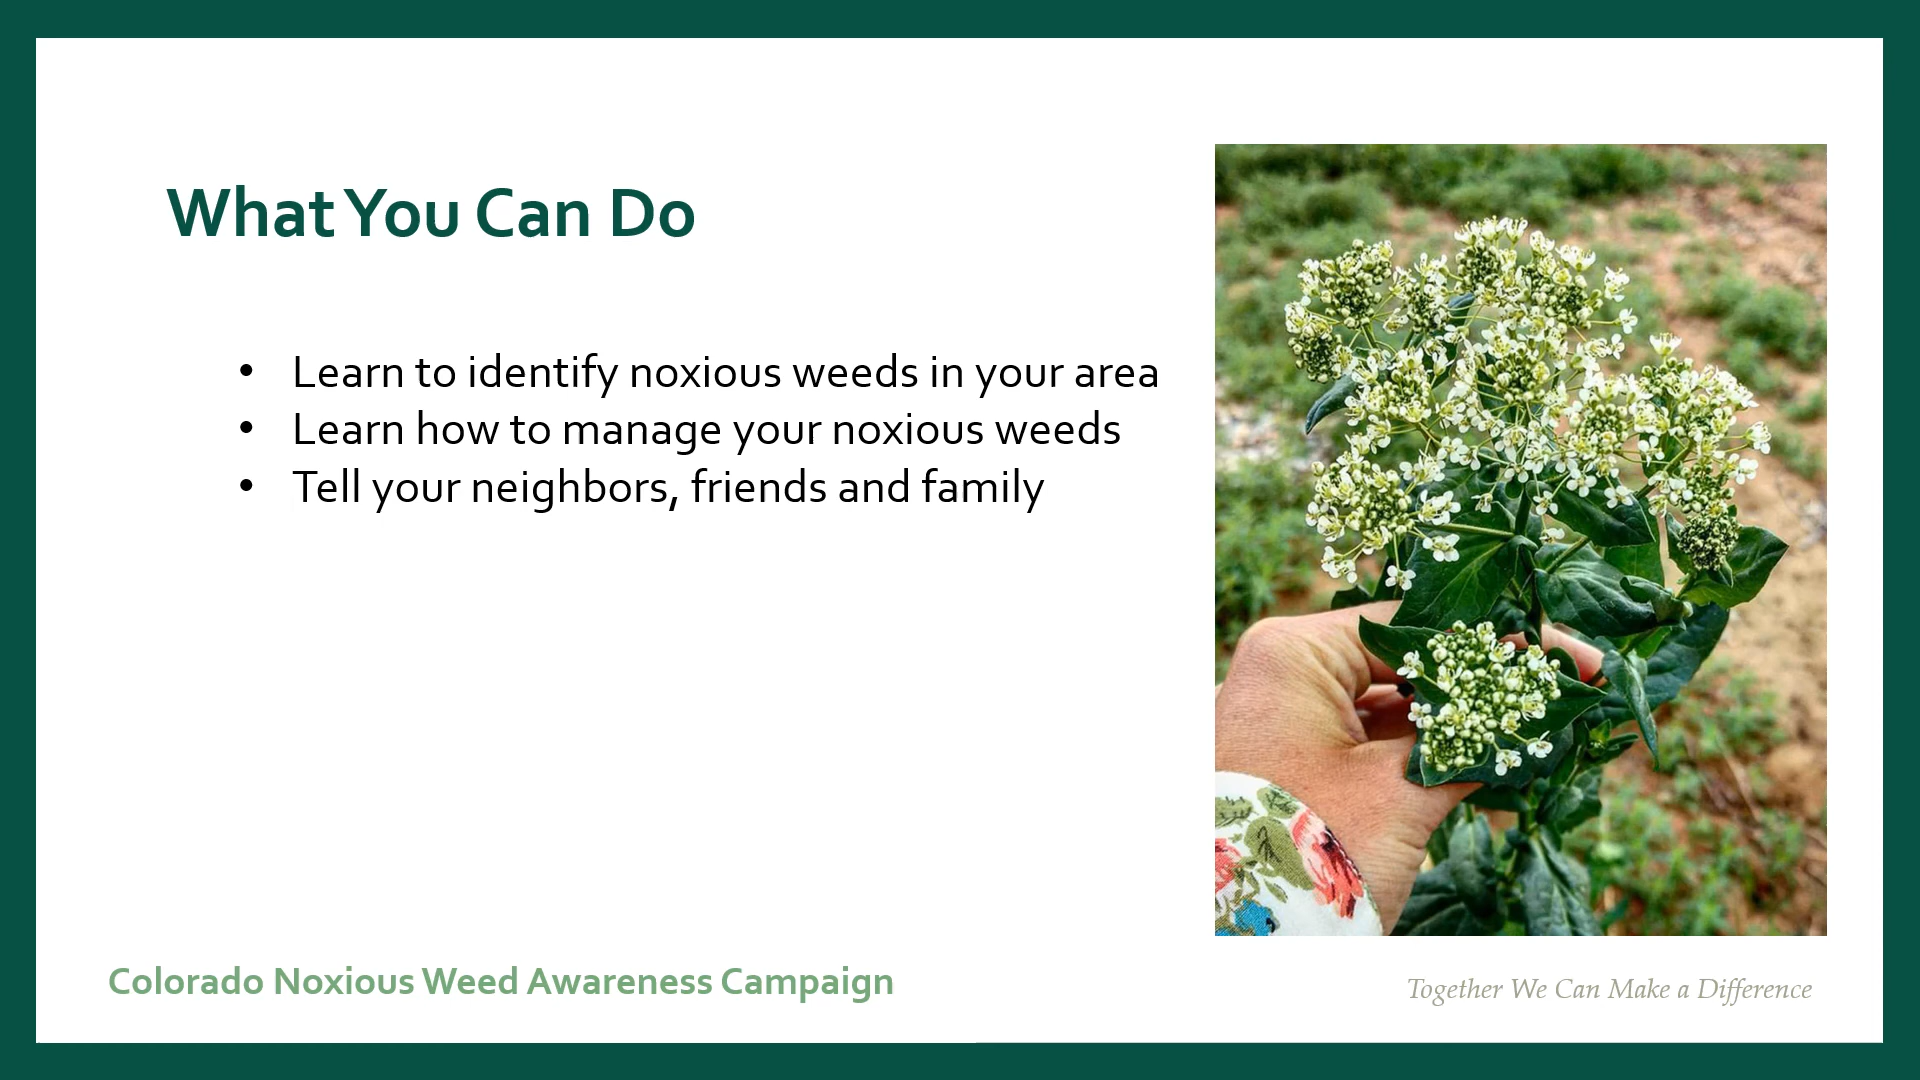 What You Can Do
• Learn to identify noxious weeds in your area
• Learn how to manage your noxious weeds
• Tell your neighbors, friends and family
Colorado Noxious Weed Awareness Campaign
Together We Can Make a Difference